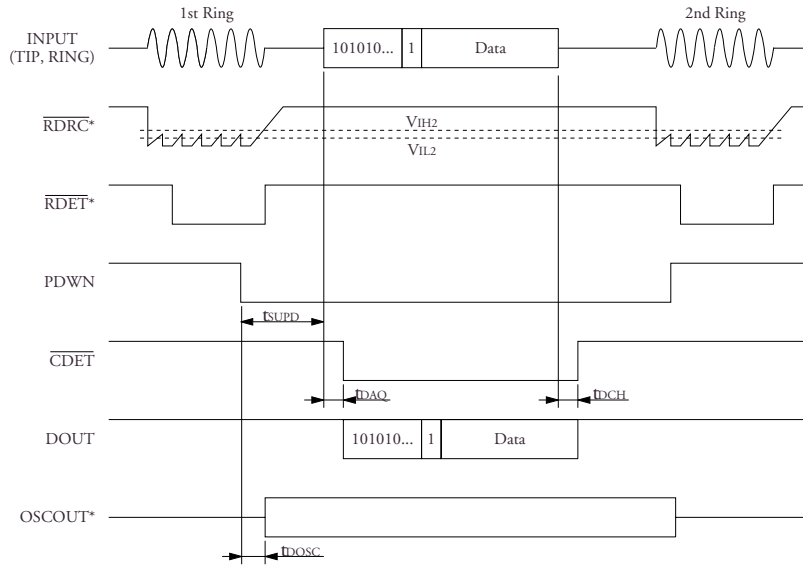 1st Ring
2nd Ring
INPUT
(TIP, RING)
101010...
1
Data
RDRC*
VIH2
VIL2
RDET*
PDWN
tSUPD
CDET
tDAQ
tDCH
DOUT
101010...
1
Data
OSCOUT*
tDOSC